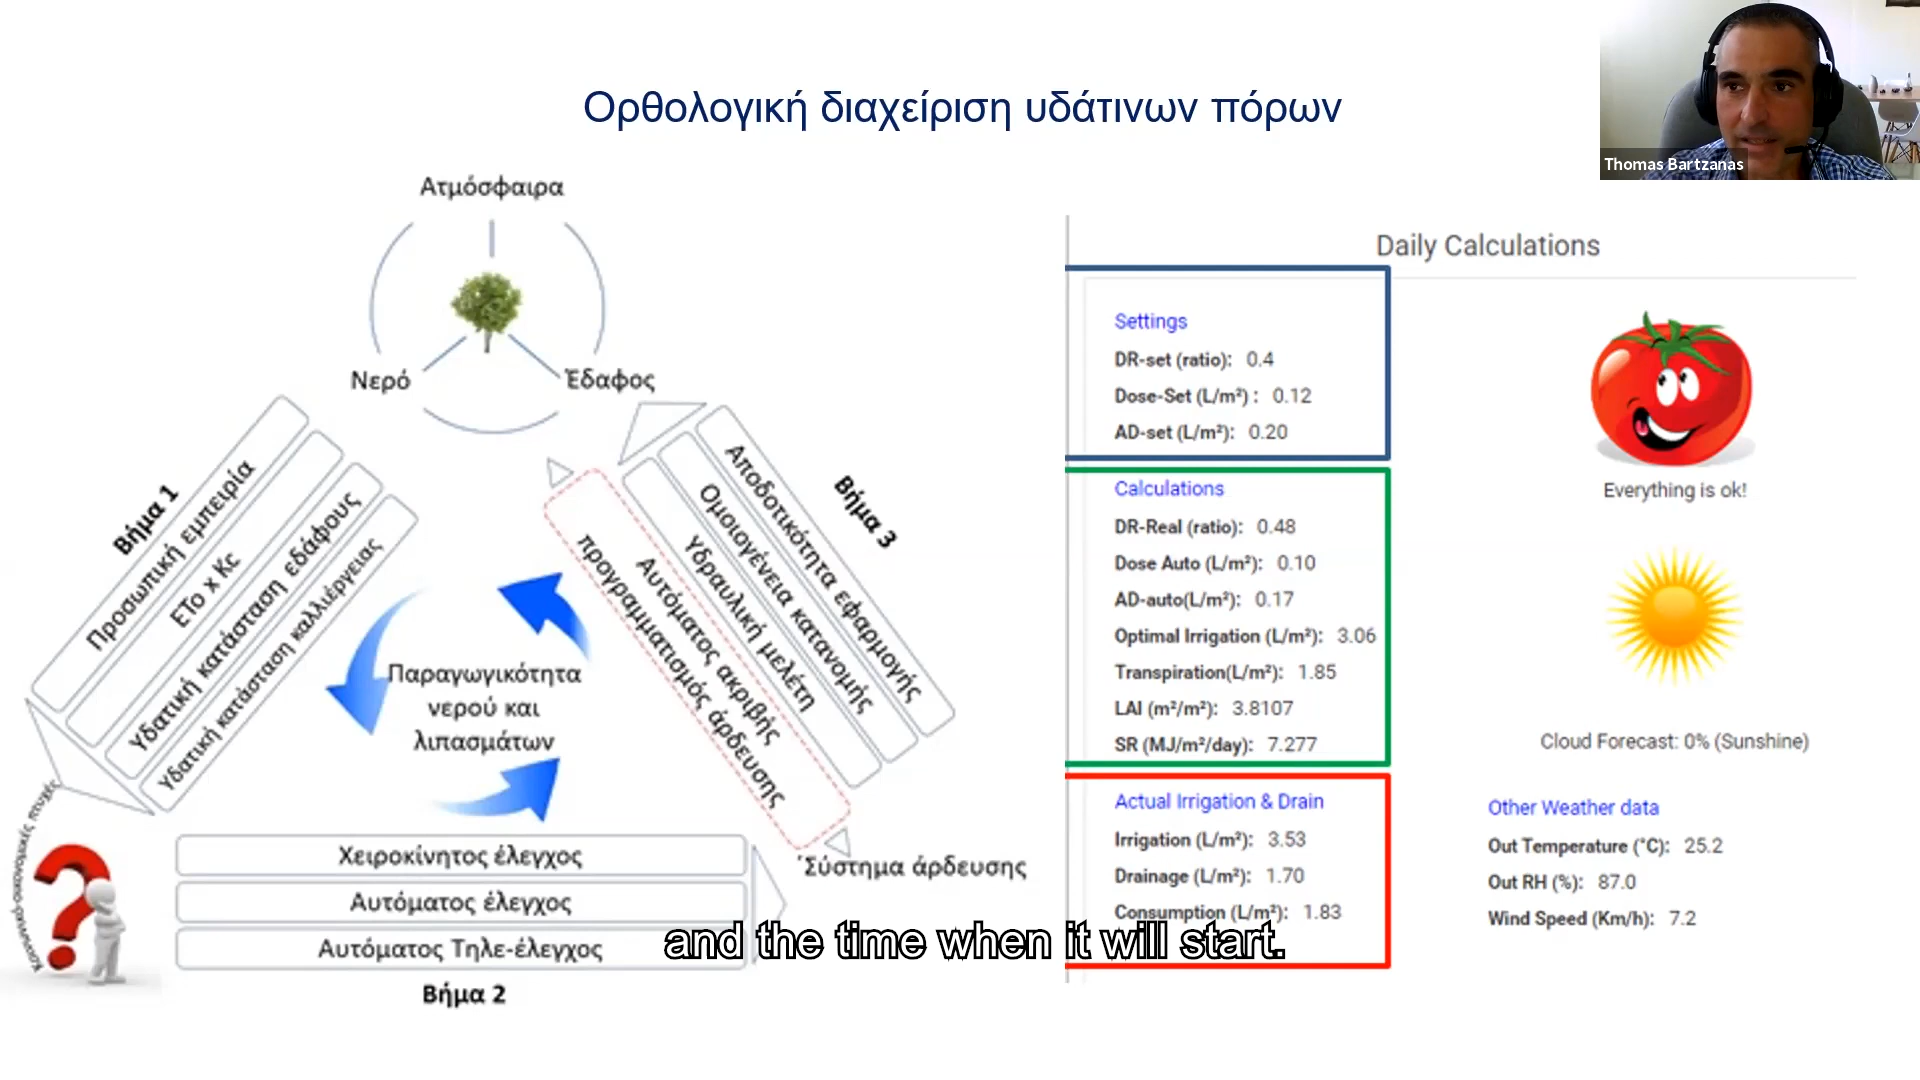 Ορθολογική διαχείριση υδάτινων πόρων
Thomas Bartzanas
Ατμόσφαιρα
Νερό
Έδαφος
Βήμα 1
Προσωπική εμπειρία
ETo x Kc
Υδατική κατάσταση εδάφους
Υδατική κατάσταση καλλιέργειας
Βήμα 3
Αποδοτικότητα εφαρμογής
Ομοιογένεια κατανομής
Υδραυλική μελέτη
Αυτόματος ακριβής
προγραμματισμός άρδευσης
Παραγωγικότητα
νερού και
λιπασμάτων
Κοινωνικό-οικονομικές πτυχές
Χειροκίνητος έλεγχος
Αυτόματος έλεγχος
Αυτόματος Τηλε-έλεγχος
Βήμα 2
΄Σύστημα άρδευσης
Daily Calculations
Settings
DR-set (ratio): 0.4
Dose-Set (L/m²) : 0.12
AD-set (L/m²): 0.20
Calculations
DR-Real (ratio): 0.48
Dose Auto (L/m²): 0.10
AD-auto(L/m²): 0.17
Optimal Irrigation (L/m²): 3.06
Transpiration(L/m²): 1.85
LAI (m²/m²): 3.8107
SR (MJ/m²/day): 7.277
Actual Irrigation & Drain
Irrigation (L/m²): 3.53
Drainage (L/m²): 1.70
Consumption (L/m²): 1.83
Everything is ok!
Cloud Forecast: 0% (Sunshine)
Other Weather data
Out Temperature (°C): 25.2
Out RH (%): 87.0
Wind Speed (Km/h): 7.2
and the time when it will start.